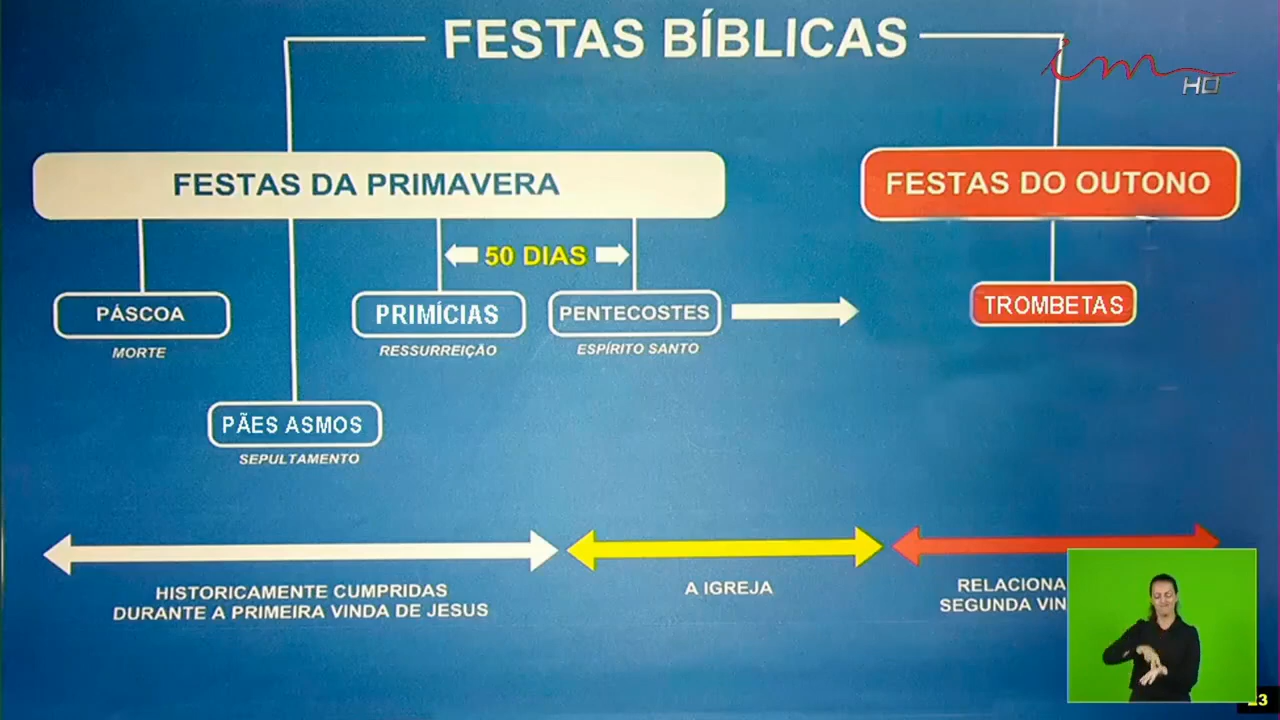 FESTAS BÍBLICAS
im
HD
FESTAS DA PRIMAVERA
FESTAS DO OUTONO
50 DIAS
PÁSCOA
PRIMÍCIAS
PENTECOSTES
TROMBETAS
MORTE
RESSURREIÇÃO
ESPÍRITO SANTO
PÃES ASMOS
SEPULTAMENTO
HISTORICAMENTE CUMPRIDAS
DURANTE A PRIMEIRA VINDA DE JESUS
A IGREJA
RELACIONA
SEGUNDA VIN